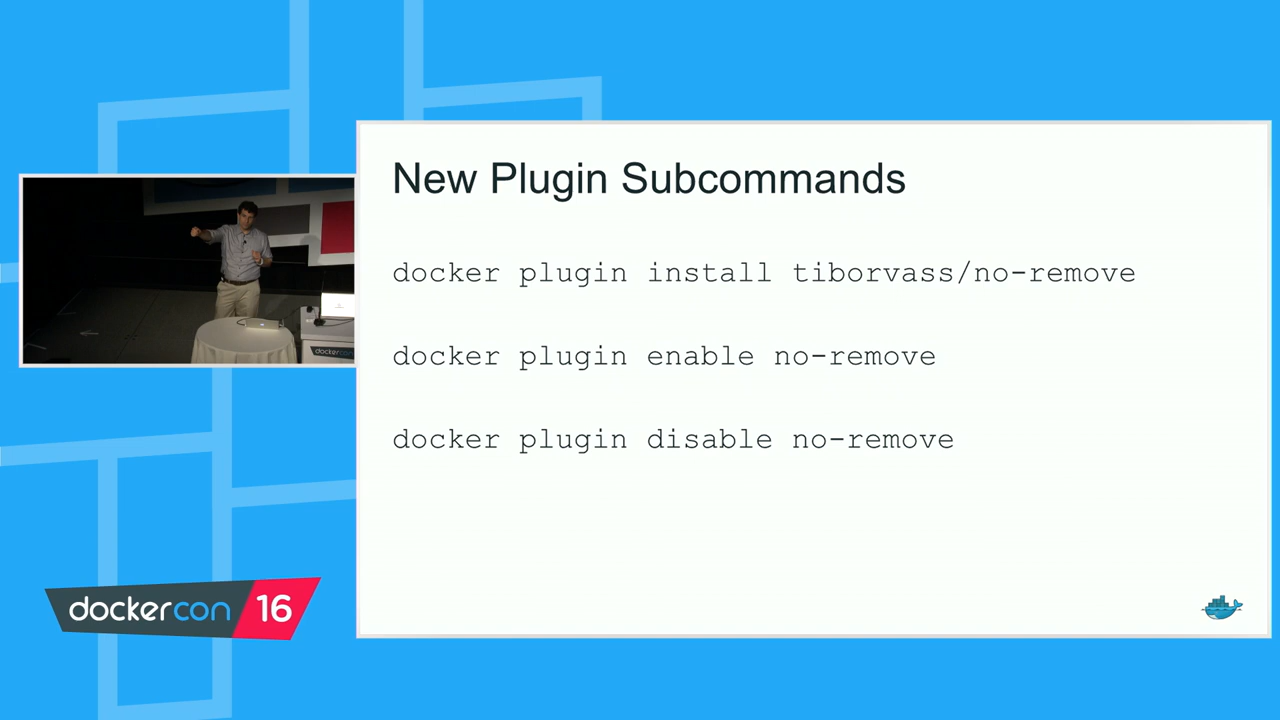 New Plugin Subcommands
docker plugin install tiborvass/no-remove
docker plugin enable no-remove
docker plugin disable no-remove
dockercon 16
dockercon